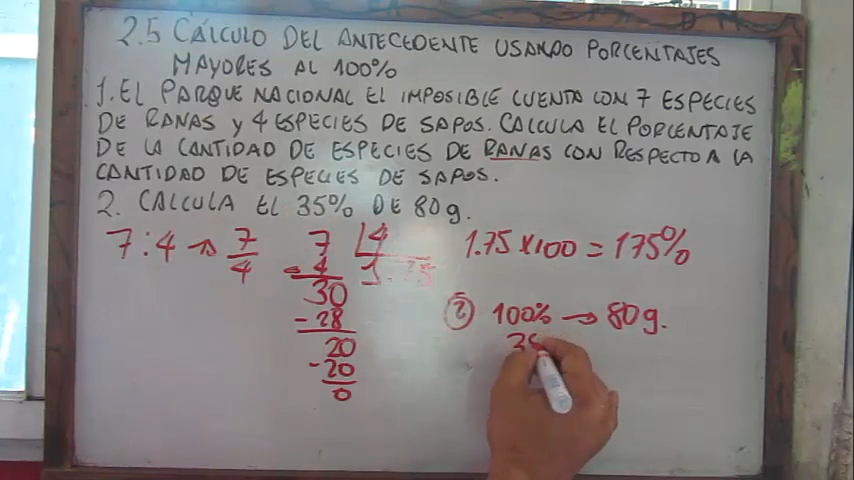 2.5 CÁLCULO DEL ANTECEDENTE USANDO PORCENTAJES
MAYORES AL 100%
1. EL PARQUE NACIONAL EL IMPOSIBLE CUENTA CON 7 ESPECIES
DE RANAS y 4 ESPECIES DE SAPOS. CALCULA EL PORCENTAJE
DE LA CANTIDAD DE ESPECIES DE RANAS CON RESPECTO A LA
CANTIDAD DE ESPECIES DE SAPOS.
2. CALCULA EL 35% DE 80g.
7:4 → 7/4
7 4
- 4 1.75
30
- 28
20
- 20
0
1.75 x 100 = 175%
2 100% → 80g.
35